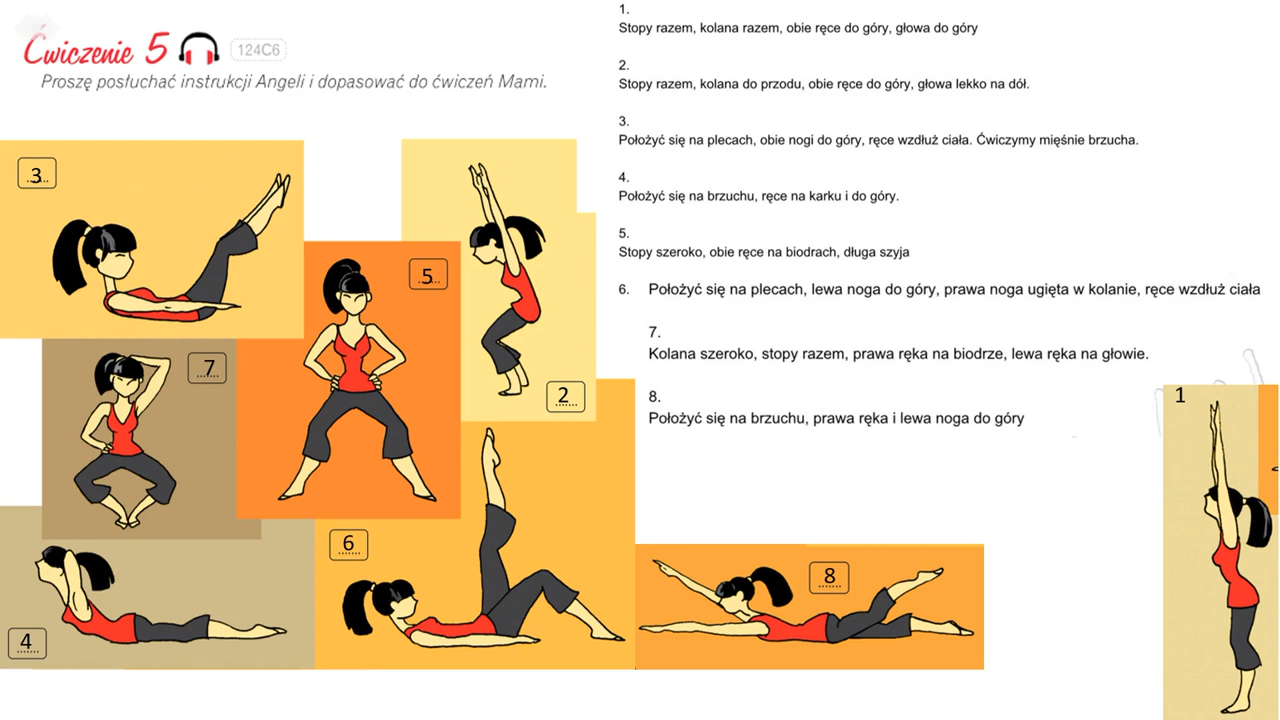 Ćwiczenie 5
124C6
Proszę posłuchać instrukcji Angeli i dopasować do ćwiczeń Mami.
1.
Stopy razem, kolana razem, obie ręce do góry, głowa do góry
2.
Stopy razem, kolana do przodu, obie ręce do góry, głowa lekko na dół.
3.
Położyć się na plecach, obie nogi do góry, ręce wzdłuż ciała. Ćwiczymy mięśnie brzucha.
4.
Położyć się na brzuchu, ręce na karku i do góry.
5.
Stopy szeroko, obie ręce na biodrach, długa szyja
6. Położyć się na plecach, lewa noga do góry, prawa noga ugięta w kolanie, ręce wzdłuż ciała
7.
Kolana szeroko, stopy razem, prawa ręka na biodrze, lewa ręka na głowie.
8.
Położyć się na brzuchu, prawa ręka i lewa noga do góry
3
5
2
7
6
4
8
1